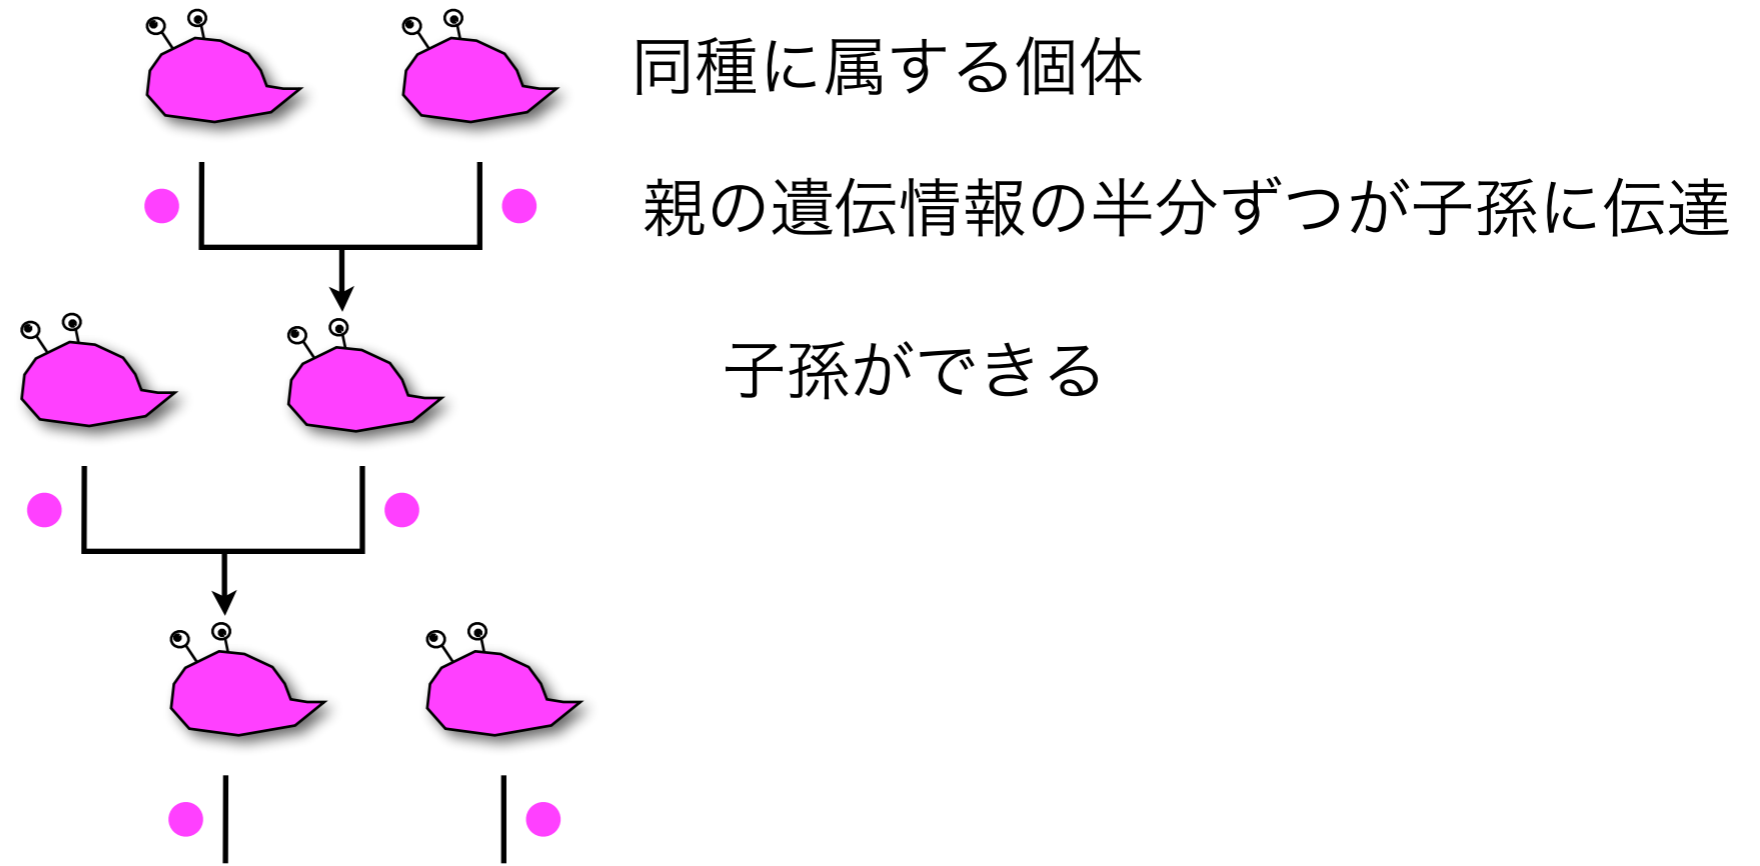 同種に属する個体
親の遺伝情報の半分ずつが子孫に伝達
子孫ができる